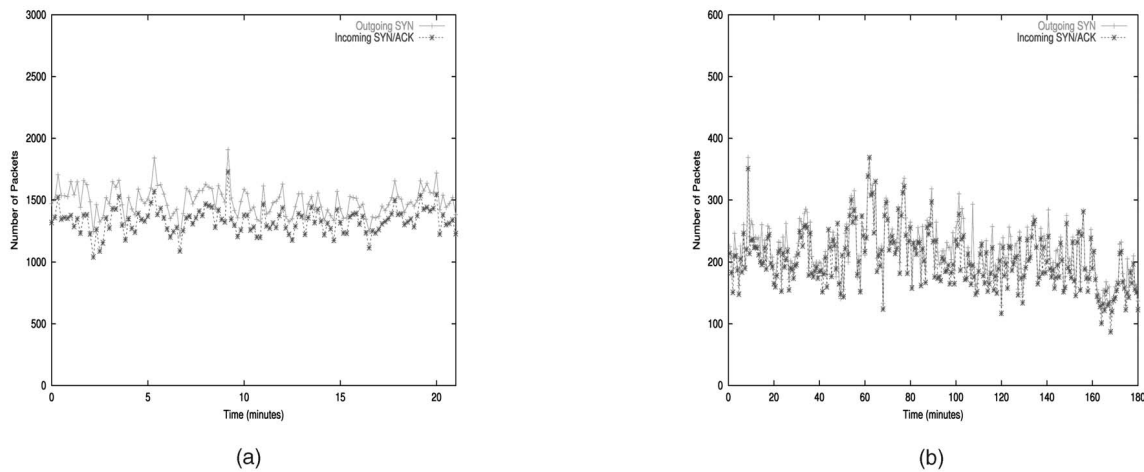 3000
2500
2000
1500
1000
500
0
Number of Packets
Outgoing SYN
Incoming SYN/ACK
0 5 10 15 20
Time (minutes)
(a)
600
500
400
300
200
100
0
Number of Packets
Outgoing SYN
Incoming SYN/ACK
0 20 40 60 80 100 120 140 160 180
Time (minutes)
(b)